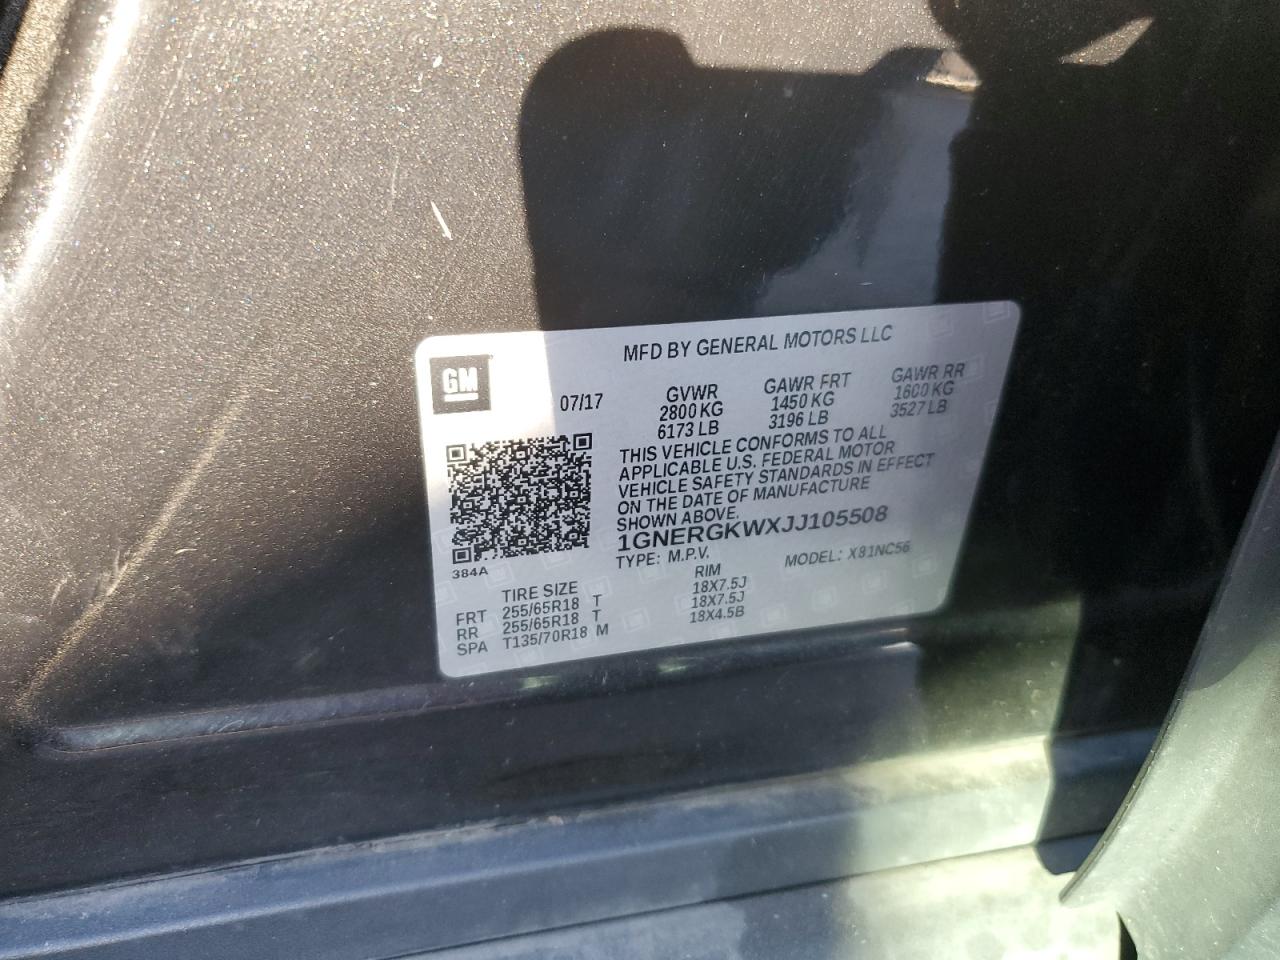 MFD BY GENERAL MOTORS LLC
GM
07/17
GVWR GAWR FRT GAWR RR
2800 KG 1450 KG 1600 KG
6173 LB 3196 LB 3527 LB
THIS VEHICLE CONFORMS TO ALL
APPLICABLE U.S. FEDERAL MOTOR
VEHICLE SAFETY STANDARDS IN EFFECT
ON THE DATE OF MANUFACTURE
SHOWN ABOVE.
1GNERGKWXJJ105508
TYPE: M.P.V. MODEL: X81NC56
384A
TIRE SIZE RIM
FRT 255/65R18 T 18X7.5J
RR 255/65R18 T 18X7.5J
SPA T135/70R18 M 18X4.5B